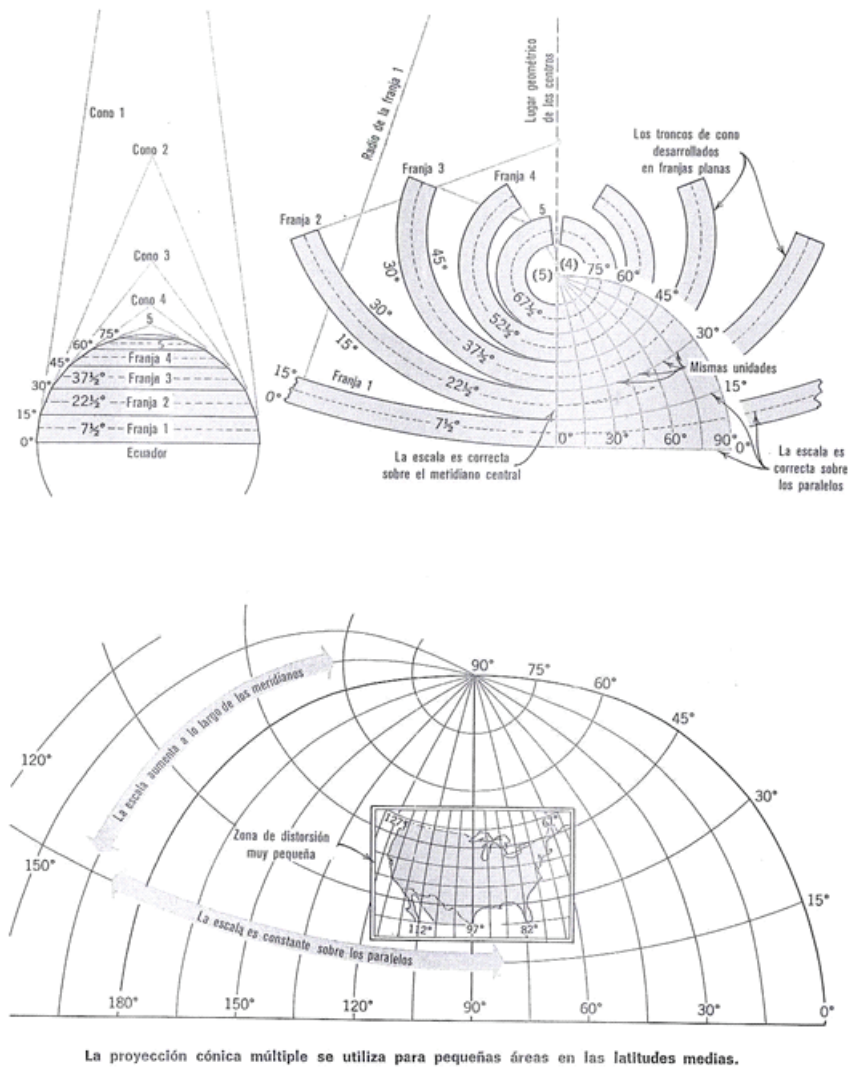 Cono 1
Cono 2
Cono 3
Cono 4
5
75°
60°
45°
30°
15°
0°
5
Franja 4
37½° Franja 3
22½° Franja 2
7½° Franja 1
Ecuador
Radio de la franja 1
Lugar geométrico
de los centros
Los troncos de cono
desarrollados
en franjas planas
Franja 3
Franja 4
Franja 2
5
(5)
(4)
75°
60°
45°
30°
15°
0°
45°
30°
30°
15°
67½°
52½°
37½°
22½°
7½°
15°
0°
Franja 1
Mismas unidades
0°
30°
60°
90°
La escala es correcta
sobre el meridiano central
La escala es
correcta sobre
los paralelos
90°
75°
60°
45°
30°
15°
0°
120°
150°
La escala aumenta a lo largo de los meridianos
Zona de distorsión
muy pequeña
127°
67°
112°
97°
82°
La escala es constante sobre los paralelos
180°
150°
120°
90°
60°
30°
La proyección cónica múltiple se utiliza para pequeñas áreas en las latitudes medias.